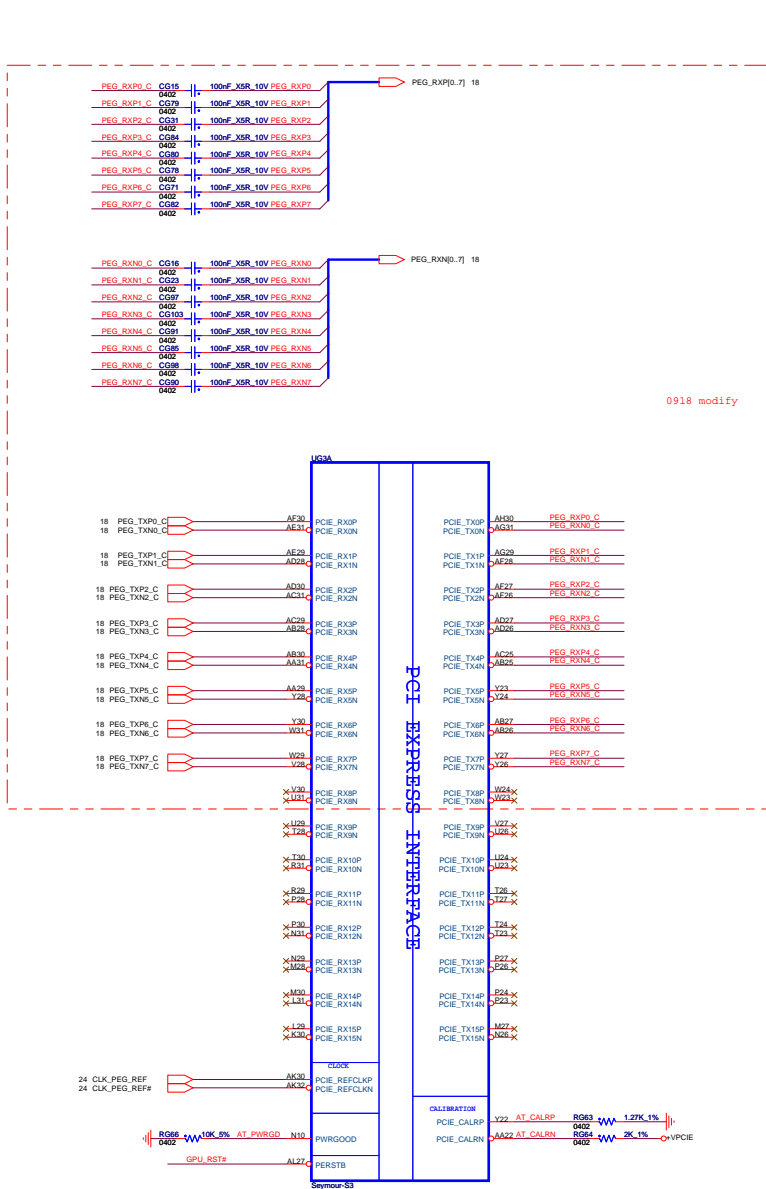 PEG_RXP[0..7] 18
PEG_RXP0_C CG15 100nF_X5R_10V PEG_RXP0
0402
PEG_RXP1_C CG79 100nF_X5R_10V PEG_RXP1
0402
PEG_RXP2_C CG31 100nF_X5R_10V PEG_RXP2
0402
PEG_RXP3_C CG84 100nF_X5R_10V PEG_RXP3
0402
PEG_RXP4_C CG80 100nF_X5R_10V PEG_RXP4
0402
PEG_RXP5_C CG78 100nF_X5R_10V PEG_RXP5
0402
PEG_RXP6_C CG71 100nF_X5R_10V PEG_RXP6
0402
PEG_RXP7_C CG82 100nF_X5R_10V PEG_RXP7
0402
PEG_RXN[0..7] 18
PEG_RXN0_C CG16 100nF_X5R_10V PEG_RXN0
0402
PEG_RXN1_C CG23 100nF_X5R_10V PEG_RXN1
0402
PEG_RXN2_C CG97 100nF_X5R_10V PEG_RXN2
0402
PEG_RXN3_C CG103 100nF_X5R_10V PEG_RXN3
0402
PEG_RXN4_C CG91 100nF_X5R_10V PEG_RXN4
0402
PEG_RXN5_C CG85 100nF_X5R_10V PEG_RXN5
0402
PEG_RXN6_C CG98 100nF_X5R_10V PEG_RXN6
0402
PEG_RXN7_C CG90 100nF_X5R_10V PEG_RXN7
0402
0918 modify
UG3A
18 PEG_TXP0_C AF30 PCIE_RX0P PCIE_TX0P AH30 PEG_RXP0_C
18 PEG_TXN0_C AE31 PCIE_RX0N PCIE_TX0N AG31 PEG_RXN0_C
18 PEG_TXP1_C AE29 PCIE_RX1P PCIE_TX1P AG29 PEG_RXP1_C
18 PEG_TXN1_C AD28 PCIE_RX1N PCIE_TX1N AF28 PEG_RXN1_C
18 PEG_TXP2_C AD30 PCIE_RX2P PCIE_TX2P AF27 PEG_RXP2_C
18 PEG_TXN2_C AC31 PCIE_RX2N PCIE_TX2N AF26 PEG_RXN2_C
18 PEG_TXP3_C AC29 PCIE_RX3P PCIE_TX3P AD27 PEG_RXP3_C
18 PEG_TXN3_C AB28 PCIE_RX3N PCIE_TX3N AD26 PEG_RXN3_C
18 PEG_TXP4_C AB30 PCIE_RX4P PCIE_TX4P AC25 PEG_RXP4_C
18 PEG_TXN4_C AA31 PCIE_RX4N PCIE_TX4N AB25 PEG_RXN4_C
18 PEG_TXP5_C AA29 PCIE_RX5P PCIE_TX5P Y23 PEG_RXP5_C
18 PEG_TXN5_C Y28 PCIE_RX5N PCIE_TX5N Y24 PEG_RXN5_C
18 PEG_TXP6_C Y30 PCIE_RX6P PCIE_TX6P AB27 PEG_RXP6_C
18 PEG_TXN6_C W31 PCIE_RX6N PCIE_TX6N AB26 PEG_RXN6_C
18 PEG_TXP7_C W29 PCIE_RX7P PCIE_TX7P Y27 PEG_RXP7_C
18 PEG_TXN7_C V28 PCIE_RX7N PCIE_TX7N Y26 PEG_RXN7_C
V30 PCIE_RX8P PCIE_TX8P W24
U31 PCIE_RX8N PCIE_TX8N W23
U29 PCIE_RX9P PCIE_TX9P V27
T28 PCIE_RX9N PCIE_TX9N U26
T30 PCIE_RX10P PCIE_TX10P U24
R31 PCIE_RX10N PCIE_TX10N U23
R29 PCIE_RX11P PCIE_TX11P T26
P28 PCIE_RX11N PCIE_TX11N T27
P30 PCIE_RX12P PCIE_TX12P T24
N31 PCIE_RX12N PCIE_TX12N T23
N29 PCIE_RX13P PCIE_TX13P P27
M28 PCIE_RX13N PCIE_TX13N P26
M30 PCIE_RX14P PCIE_TX14P P24
L31 PCIE_RX14N PCIE_TX14N P23
L29 PCIE_RX15P PCIE_TX15P M27
K30 PCIE_RX15N PCIE_TX15N N26
PCI EXPRESS INTERFACE
CLOCK
24 CLK_PEG_REF AK30 PCIE_REFCLKP
24 CLK_PEG_REF# AK32 PCIE_REFCLKN
CALIBRATION
PCIE_CALRP Y22 AT_CALRP RG63 1.27K_1%
0402
RG66 10K_5% AT_PWRGD N10 PWRGOOD PCIE_CALRN AA22 AT_CALRN RG64 2K_1% +VPCIE
0402 0402
GPU_RST# AL27 PERSTB
Seymour-S3